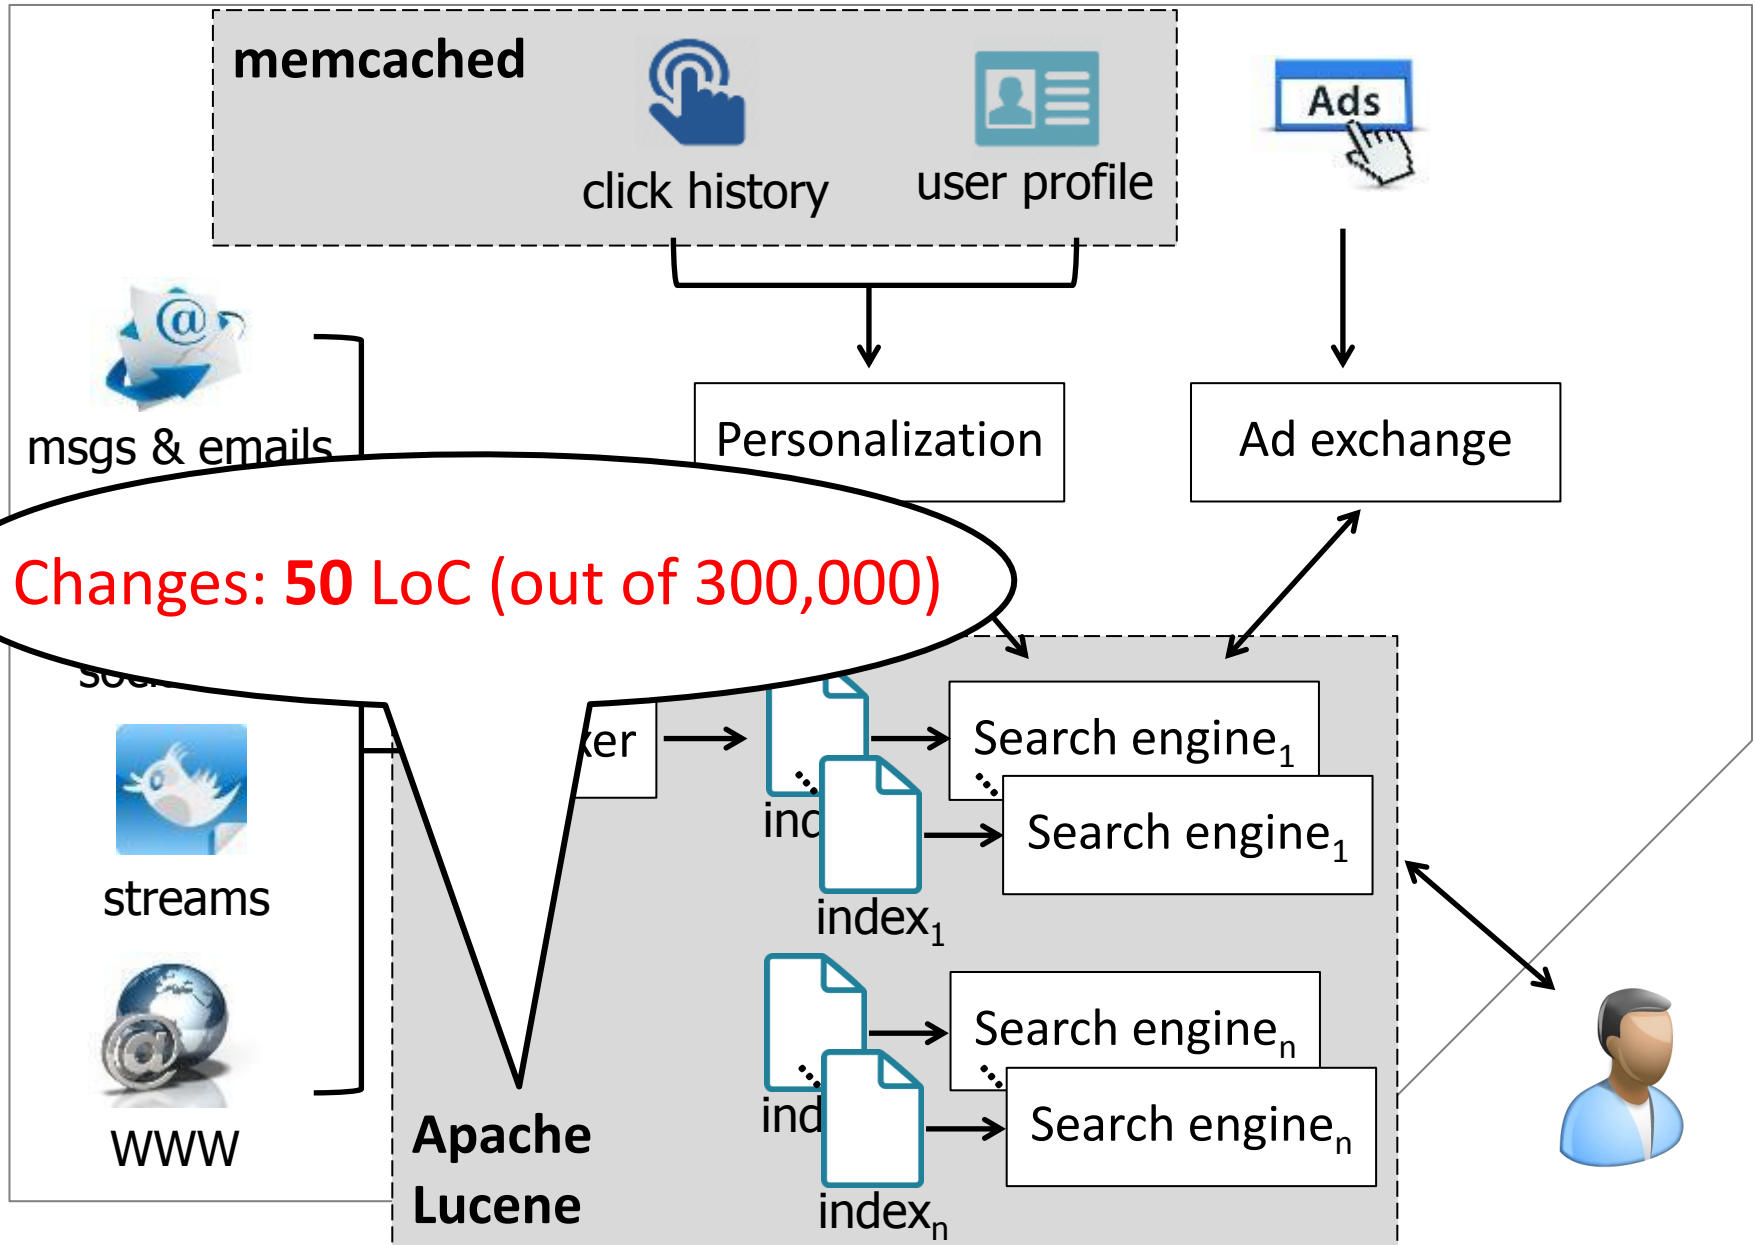 memcached
click history
user profile
Ads
msgs & emails
Personalization
Ad exchange
Changes: 50 LoC (out of 300,000)
Search engine1
Search engine1
streams
index1
Search enginen
Search enginen
WWW
Apache
Lucene
indexn